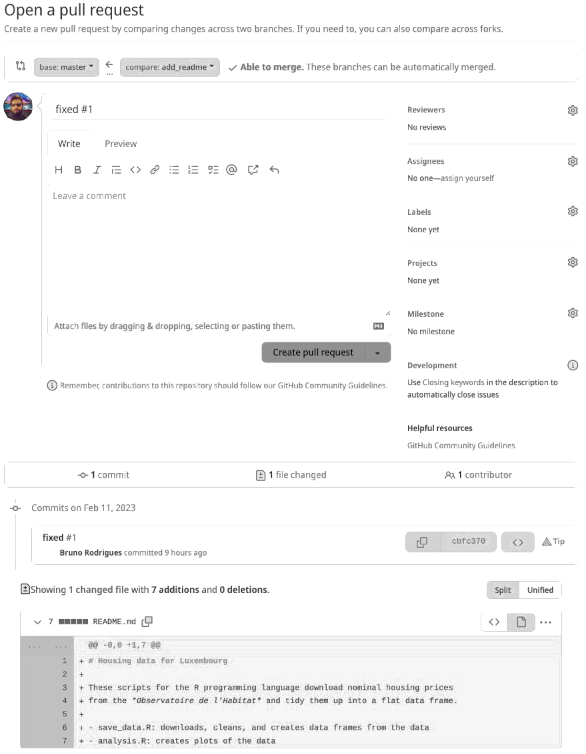 Open a pull request
Create a new pull request by comparing changes across two branches. If you need to, you can also compare across forks.
base: master
compare: add_readme
Able to merge. These branches can be automatically merged.
fixed #1
Write Preview
H B I
Leave a comment
Attach files by dragging & dropping, selecting or pasting them.
Create pull request
Remember, contributions to this repository should follow our GitHub Community Guidelines.
Reviewers
No reviews
Assignees
No one—assign yourself
Labels
None yet
Projects
None yet
Milestone
No milestone
Development
Use Closing keywords in the description to
automatically close issues
Helpful resources
GitHub Community Guidelines
1 commit
1 file changed
1 contributor
Commits on Feb 11, 2023
fixed #1
Bruno Rodrigues committed 9 hours ago
cbfc370
Tip
Showing 1 changed file with 7 additions and 0 deletions.
Split Unified
7 README.md
... ... @@ -0,0 +1,7 @@
1 + # Housing data for Luxembourg
2 +
3 + These scripts for the R programming language download nominal housing prices
4 + from the *Observatoire de l'Habitat* and tidy them up into a flat data frame.
5 +
6 + - save_data.R: downloads, cleans, and creates data frames from the data
7 + - analysis.R: creates plots of the data